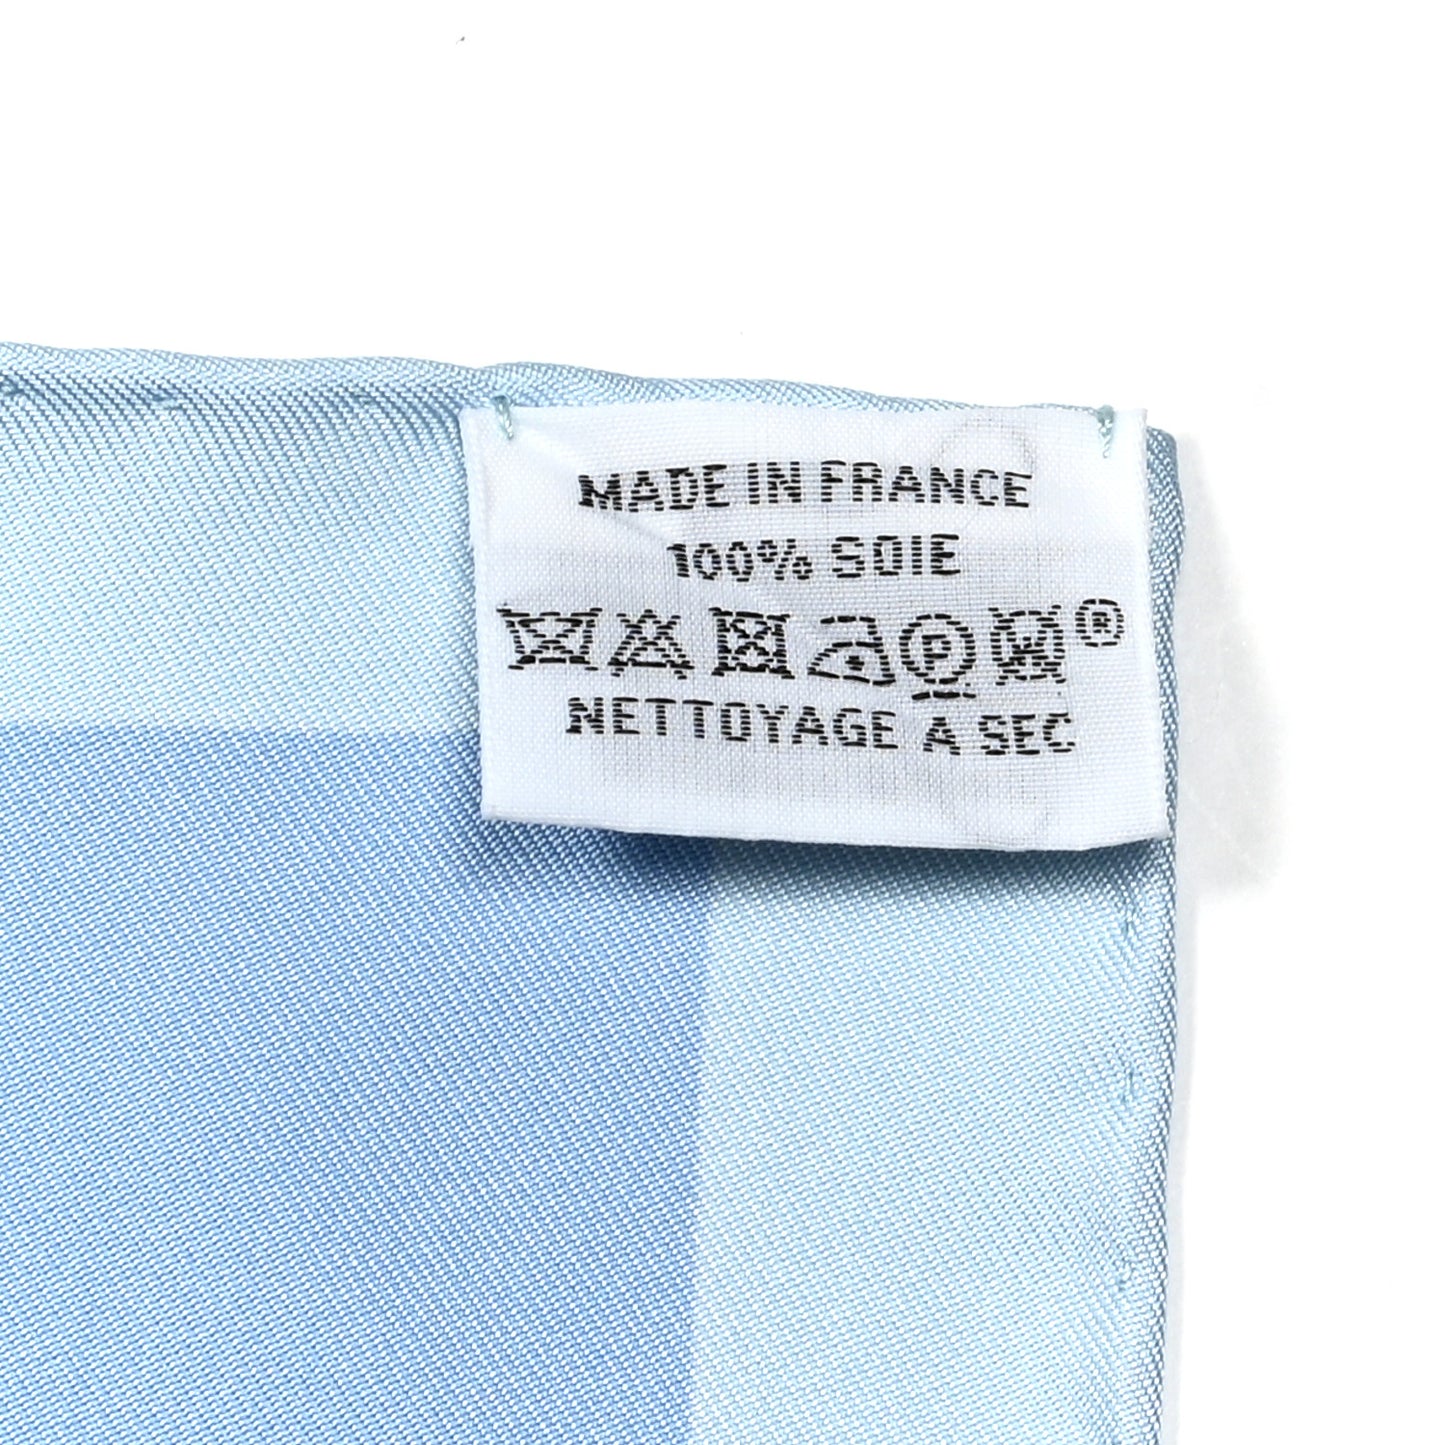 MADE IN FRANCE
100% SOIE
P ®
NETTOYAGE A SEC